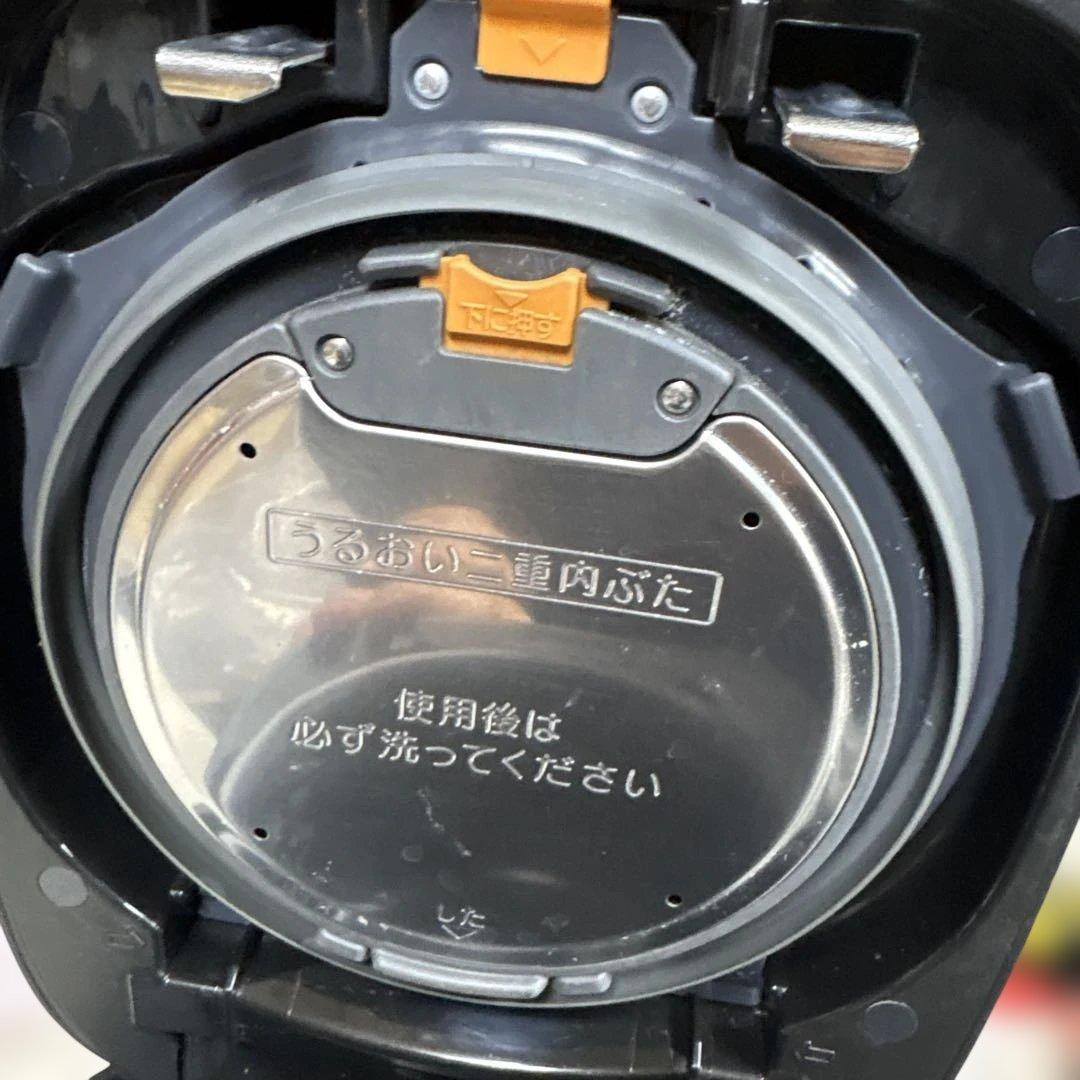 下に押す
うるおい二重内ぶた
使用後は
必ず洗ってください
した